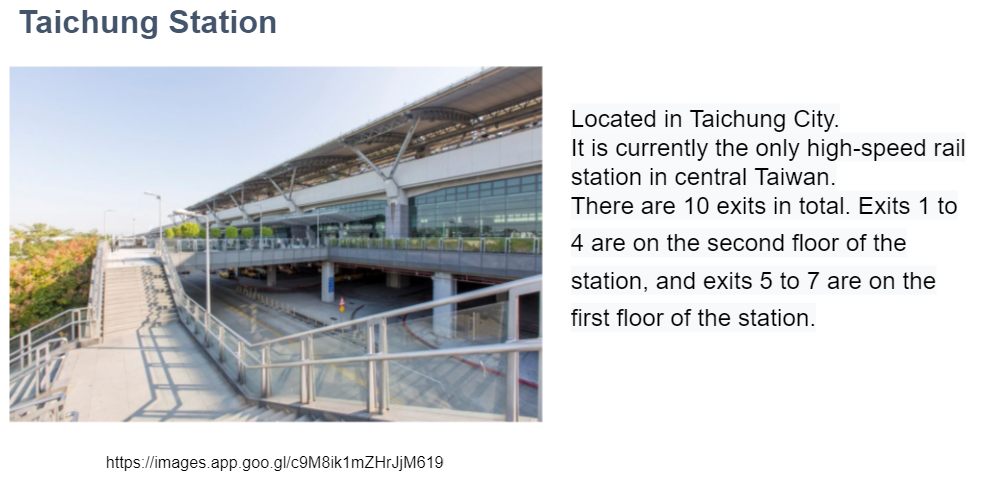 Taichung Station
Located in Taichung City.
It is currently the only high-speed rail
station in central Taiwan.
There are 10 exits in total. Exits 1 to
4 are on the second floor of the
station, and exits 5 to 7 are on the
first floor of the station.
https://images.app.goo.gl/c9M8ik1mZHrJjM619